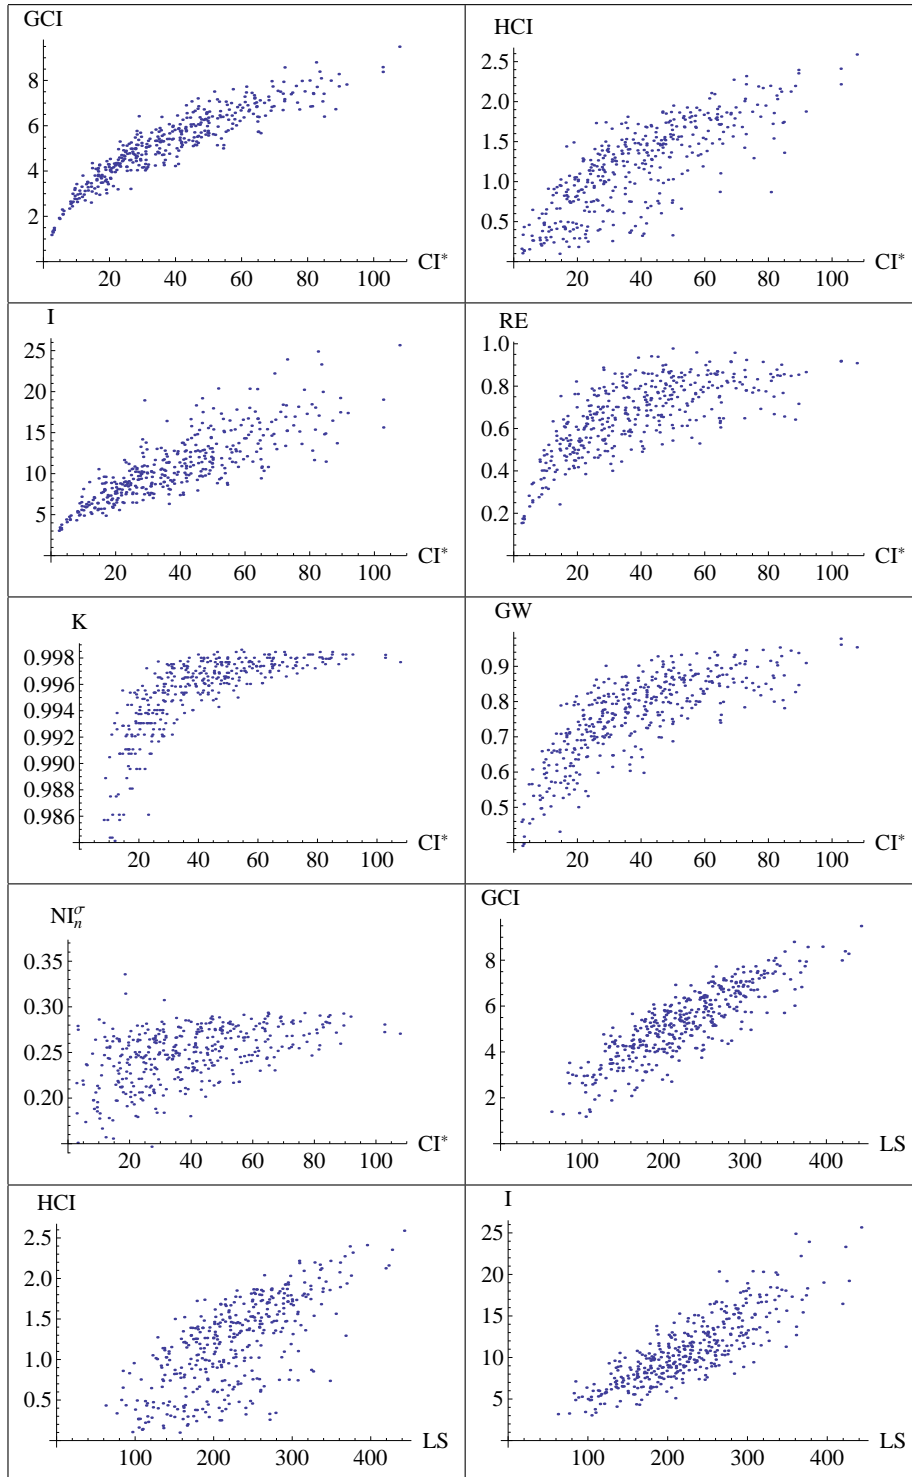 GCI
8
6
4
2
20 40 60 80 100 CI*
HCI
2.5
2.0
1.5
1.0
0.5
20 40 60 80 100 CI*
I
25
20
15
10
5
20 40 60 80 100 CI*
RE
1.0
0.8
0.6
0.4
0.2
20 40 60 80 100 CI*
K
0.998
0.996
0.994
0.992
0.990
0.988
0.986
20 40 60 80 100 CI*
GW
0.9
0.8
0.7
0.6
0.5
20 40 60 80 100 CI*
NI_n^σ
0.35
0.30
0.25
0.20
20 40 60 80 100 CI*
GCI
8
6
4
2
100 200 300 400 LS
HCI
2.5
2.0
1.5
1.0
0.5
100 200 300 400 LS
I
25
20
15
10
5
100 200 300 400 LS